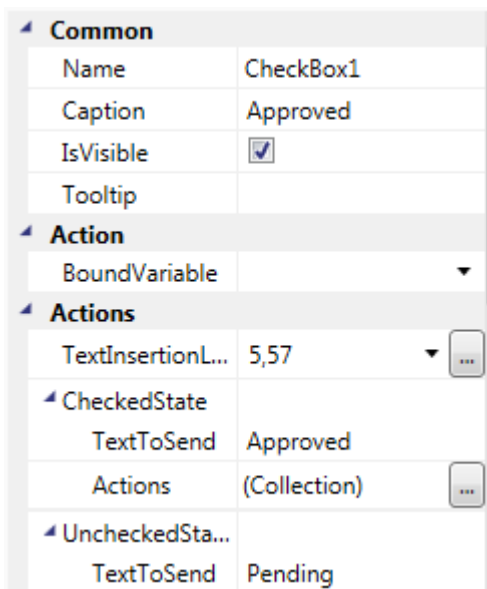 Common
Name CheckBox1
Caption Approved
IsVisible
Tooltip
Action
BoundVariable
Actions
TextInsertionL... 5,57 ...
CheckedState
TextToSend Approved
Actions (Collection) ...
UncheckedSta...
TextToSend Pending